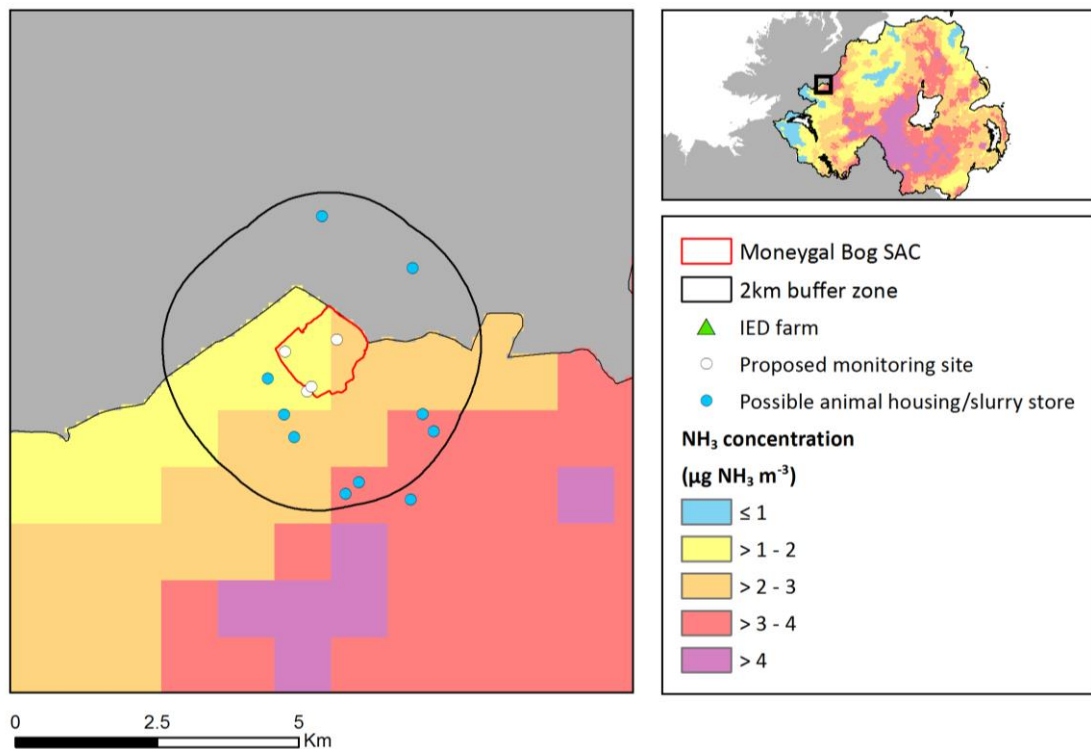 Moneygal Bog SAC
2km buffer zone
IED farm
Proposed monitoring site
Possible animal housing/slurry store
NH₃ concentration
(µg NH₃ m⁻³)
≤ 1
> 1 - 2
> 2 - 3
> 3 - 4
> 4
0 2.5 5
Km